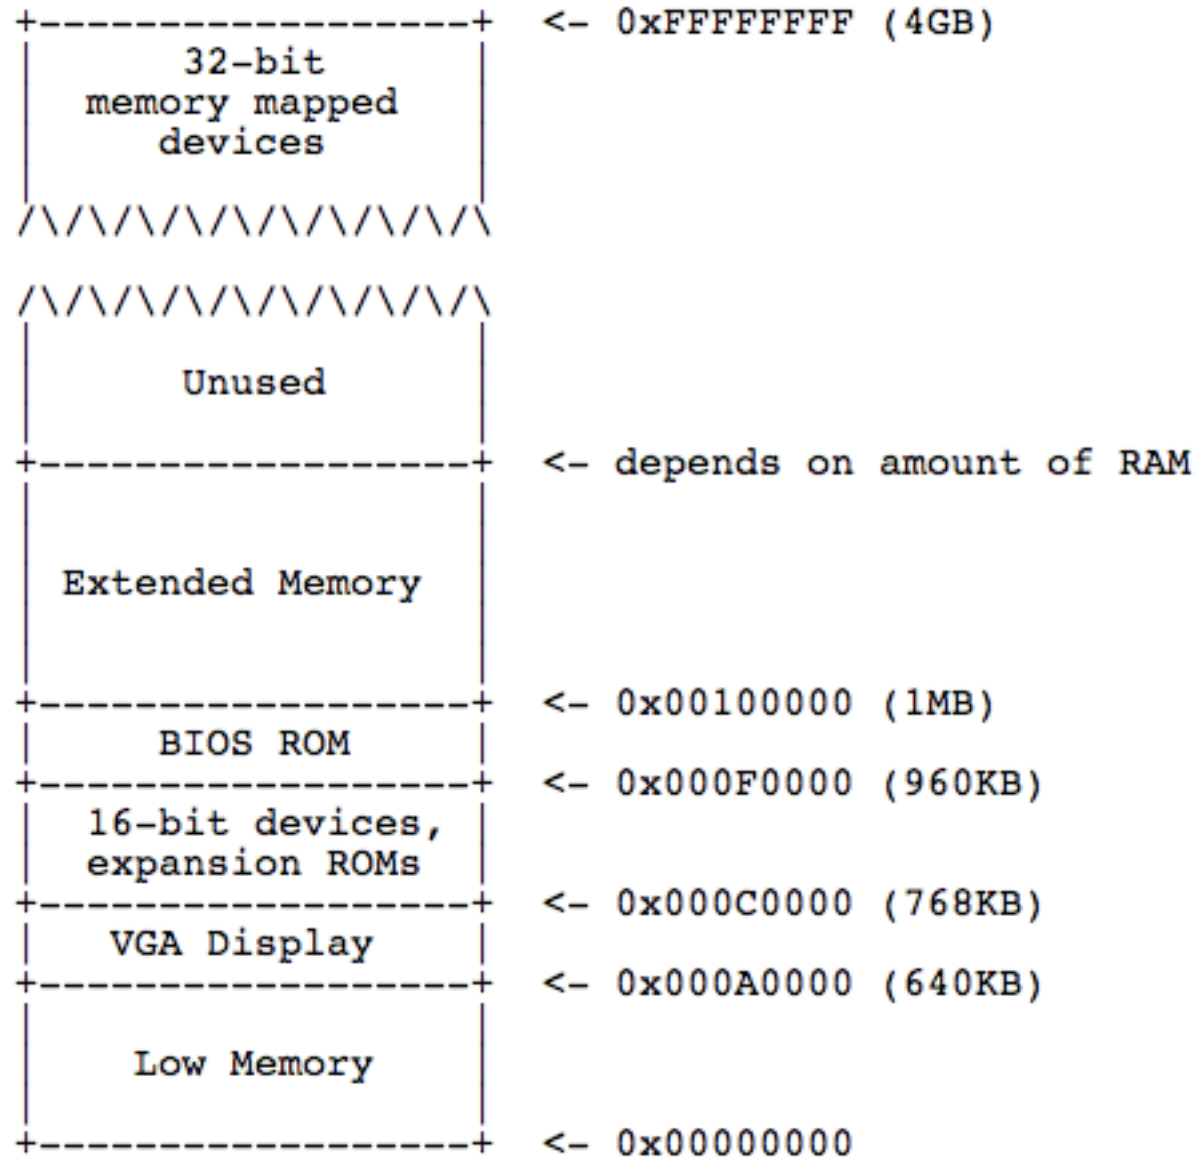 +------------------+  <- 0xFFFFFFFF (4GB)
|      32-bit      |
|  memory mapped   |
|     devices      |
|                  |
/\/\/\/\/\/\/\/\/\/\

/\/\/\/\/\/\/\/\/\/\
|                  |
|      Unused      |
|                  |
+------------------+  <- depends on amount of RAM
|                  |
|                  |
| Extended Memory  |
|                  |
|                  |
+------------------+  <- 0x00100000 (1MB)
|     BIOS ROM     |
+------------------+  <- 0x000F0000 (960KB)
|  16-bit devices, |
|  expansion ROMs  |
+------------------+  <- 0x000C0000 (768KB)
|   VGA Display    |
+------------------+  <- 0x000A0000 (640KB)
|                  |
|    Low Memory    |
|                  |
+------------------+  <- 0x00000000